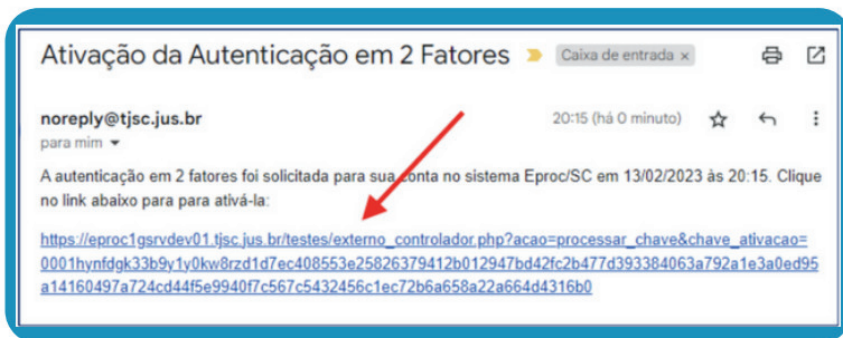 Ativação da Autenticação em 2 Fatores Caixa de entrada ×
noreply@tjsc.jus.br 20:15 (há 0 minuto)
para mim
A autenticação em 2 fatores foi solicitada para sua conta no sistema Eproc/SC em 13/02/2023 às 20:15. Clique
no link abaixo para para ativá-la:
https://eproc1gsrvdev01.tjsc.jus.br/testes/externo_controlador.php?acao=processar_chave&chave_ativacao=
0001hynfdgk33b9y1y0kw8rzd1d7ec408553e25826379412b012947bd42fc2b477d393384063a792a1e3a0ed95
a14160497a724cd44f5e9940f7c567c5432456c1ec72b6a658a22a664d4316b0